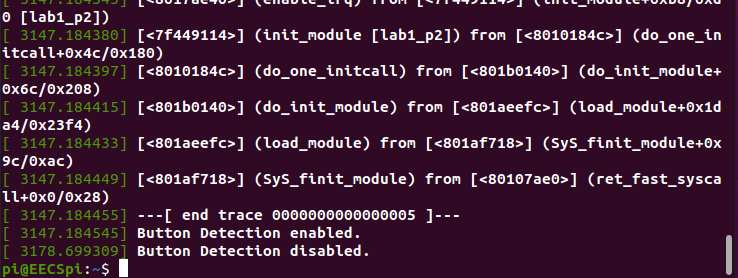 [ 3147.184345] [<8017ae40>] (enable_irq) from [<7f449114>] (init_module+0xb8/0xd
0 [lab1_p2])
[ 3147.184380] [<7f449114>] (init_module [lab1_p2]) from [<8010184c>] (do_one_in
itcall+0x4c/0x180)
[ 3147.184397] [<8010184c>] (do_one_initcall) from [<801b0140>] (do_init_module+
0x6c/0x208)
[ 3147.184415] [<801b0140>] (do_init_module) from [<801aeefc>] (load_module+0x1d
a4/0x23f4)
[ 3147.184433] [<801aeefc>] (load_module) from [<801af718>] (SyS_finit_module+0x
9c/0xac)
[ 3147.184449] [<801af718>] (SyS_finit_module) from [<80107ae0>] (ret_fast_sysca
ll+0x0/0x28)
[ 3147.184455] ---[ end trace 0000000000000005 ]---
[ 3147.184545] Button Detection enabled.
[ 3178.699309] Button Detection disabled.
pi@EECSpi:~$